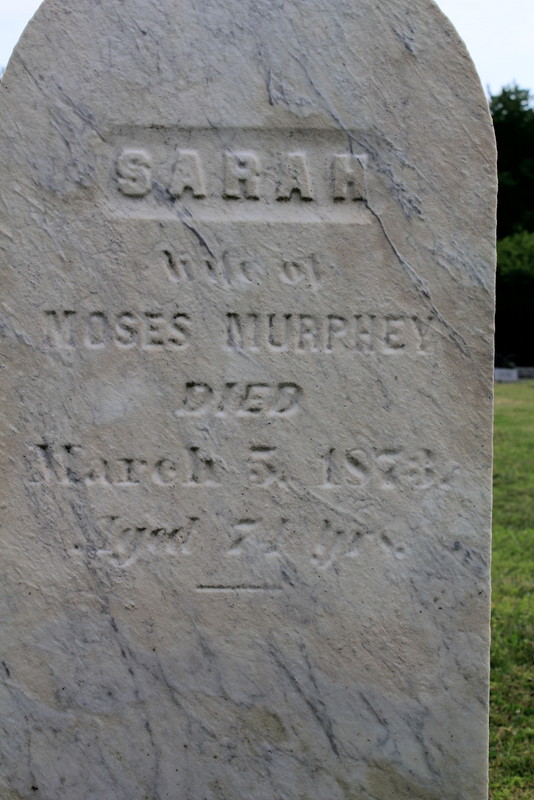 SARAH
Wife of
MOSES MURPHEY
DIED
March 5, 1873.
Aged 74 yrs.